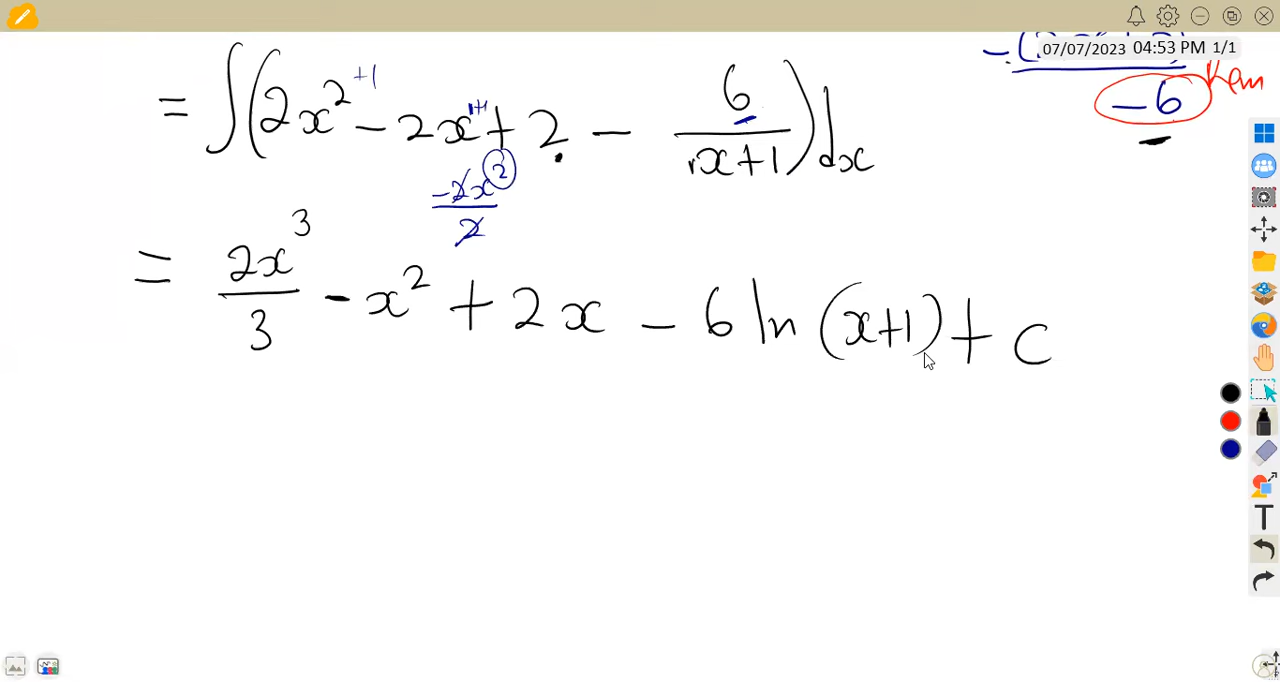 07/07/2023 04:53 PM 1/1
-6 Rem
= ∫(2x²⁺¹ - 2x¹⁺¹ + 2 - 6/(x+1))dx
-2x²/2
= 2x³/3 - x² + 2x - 6 ln (x+1) + C
T